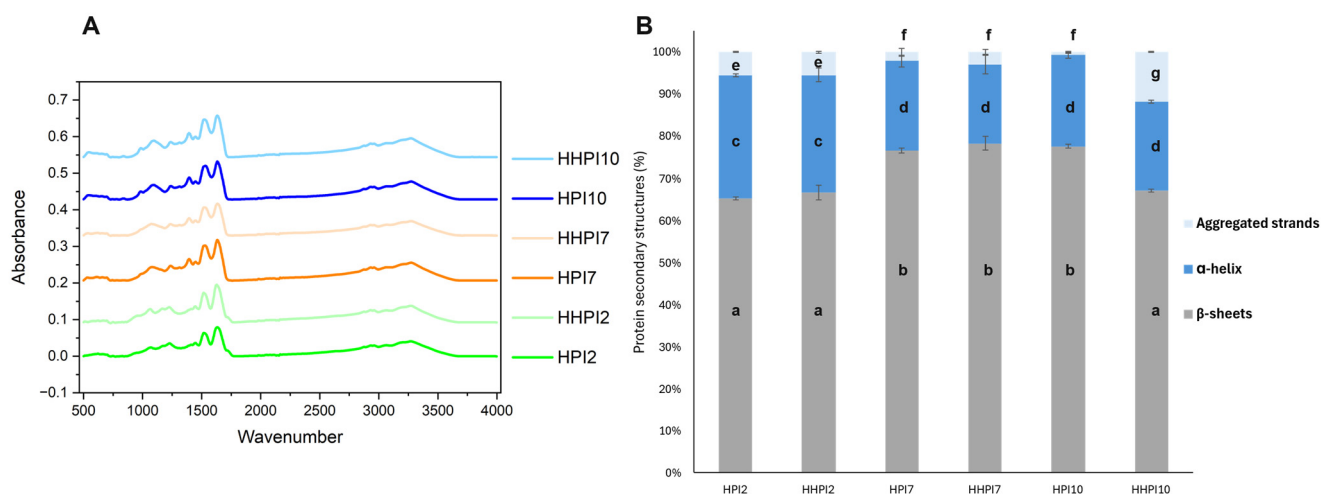 A
0.7
0.6
0.5
0.4
0.3
0.2
0.1
0.0
−0.1
Absorbance
500 1000 1500 2000 2500 3000 3500 4000
Wavenumber
HHPI10
HPI10
HHPI7
HPI7
HHPI2
HPI2
B
Protein secondary structures (%)
100%
90%
80%
70%
60%
50%
40%
30%
20%
10%
0%
f f f
e e g
c c d d d d
a a b b b a
HPI2 HHPI2 HPI7 HHPI7 HPI10 HHPI10
Aggregated strands
α-helix
β-sheets